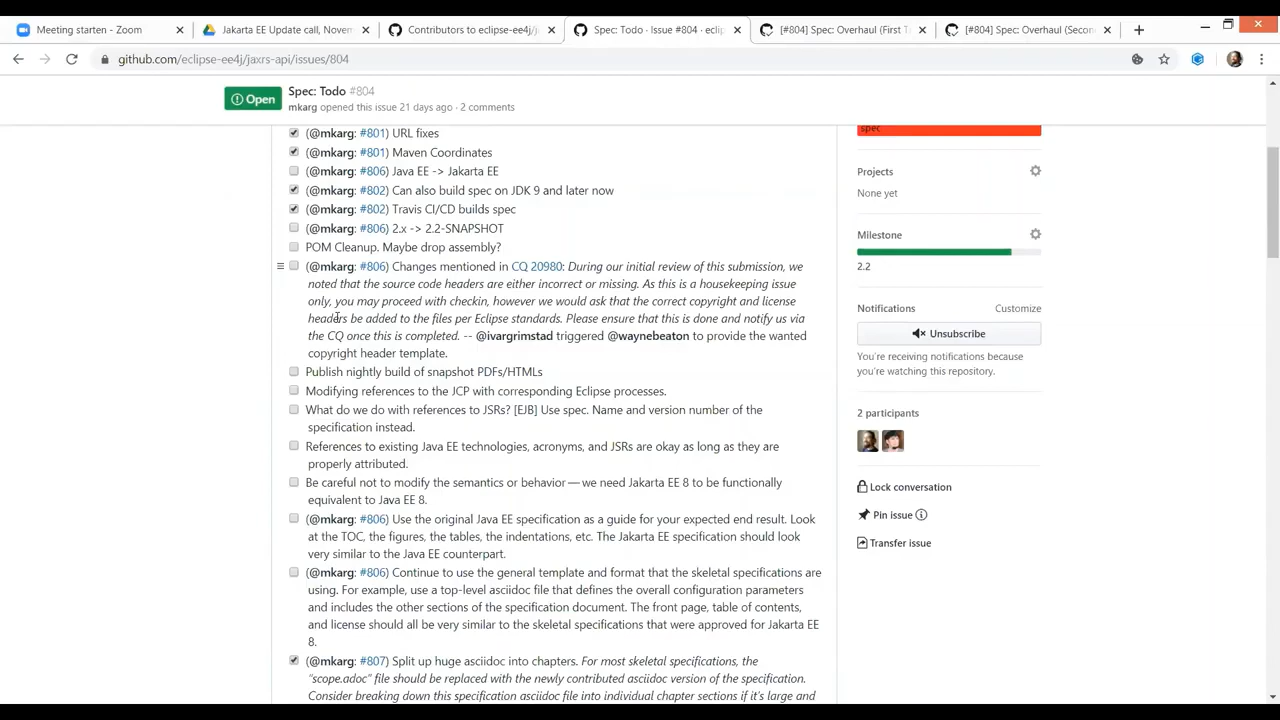 Meeting starten - Zoom
Jakarta EE Update call, Novem
Contributors to eclipse-ee4j/j
Spec: Todo · Issue #804 · eclip
[#804] Spec: Overhaul (First T
[#804] Spec: Overhaul (Secon
github.com/eclipse-ee4j/jaxrs-api/issues/804
Open
Spec: Todo #804
mkarg opened this issue 21 days ago · 2 comments
(@mkarg: #801) URL fixes
(@mkarg: #801) Maven Coordinates
(@mkarg: #806) Java EE -> Jakarta EE
(@mkarg: #802) Can also build spec on JDK 9 and later now
(@mkarg: #802) Travis CI/CD builds spec
(@mkarg: #806) 2.x -> 2.2-SNAPSHOT
POM Cleanup. Maybe drop assembly?
(@mkarg: #806) Changes mentioned in CQ 20980: During our initial review of this submission, we
noted that the source code headers are either incorrect or missing. As this is a housekeeping issue
only, you may proceed with checkin, however we would ask that the correct copyright and license
headers be added to the files per Eclipse standards. Please ensure that this is done and notify us via
the CQ once this is completed. -- @ivargrimstad triggered @waynebeaton to provide the wanted
copyright header template.
Publish nightly build of snapshot PDFs/HTMLs
Modifying references to the JCP with corresponding Eclipse processes.
What do we do with references to JSRs? [EJB] Use spec. Name and version number of the
specification instead.
References to existing Java EE technologies, acronyms, and JSRs are okay as long as they are
properly attributed.
Be careful not to modify the semantics or behavior — we need Jakarta EE 8 to be functionally
equivalent to Java EE 8.
(@mkarg: #806) Use the original Java EE specification as a guide for your expected end result. Look
at the TOC, the figures, the tables, the indentations, etc. The Jakarta EE specification should look
very similar to the Java EE counterpart.
(@mkarg: #806) Continue to use the general template and format that the skeletal specifications are
using. For example, use a top-level asciidoc file that defines the overall configuration parameters
and includes the other sections of the specification document. The front page, table of contents,
and license should all be very similar to the skeletal specifications that were approved for Jakarta EE
8.
(@mkarg: #807) Split up huge asciidoc into chapters. For most skeletal specifications, the
"scope.adoc" file should be replaced with the newly contributed asciidoc version of the specification.
Consider breaking down this specification asciidoc file into individual chapter sections if it's large and
spec
Projects
None yet
Milestone
2.2
Notifications
Customize
Unsubscribe
You're receiving notifications because
you're watching this repository.
2 participants
Lock conversation
Pin issue
Transfer issue